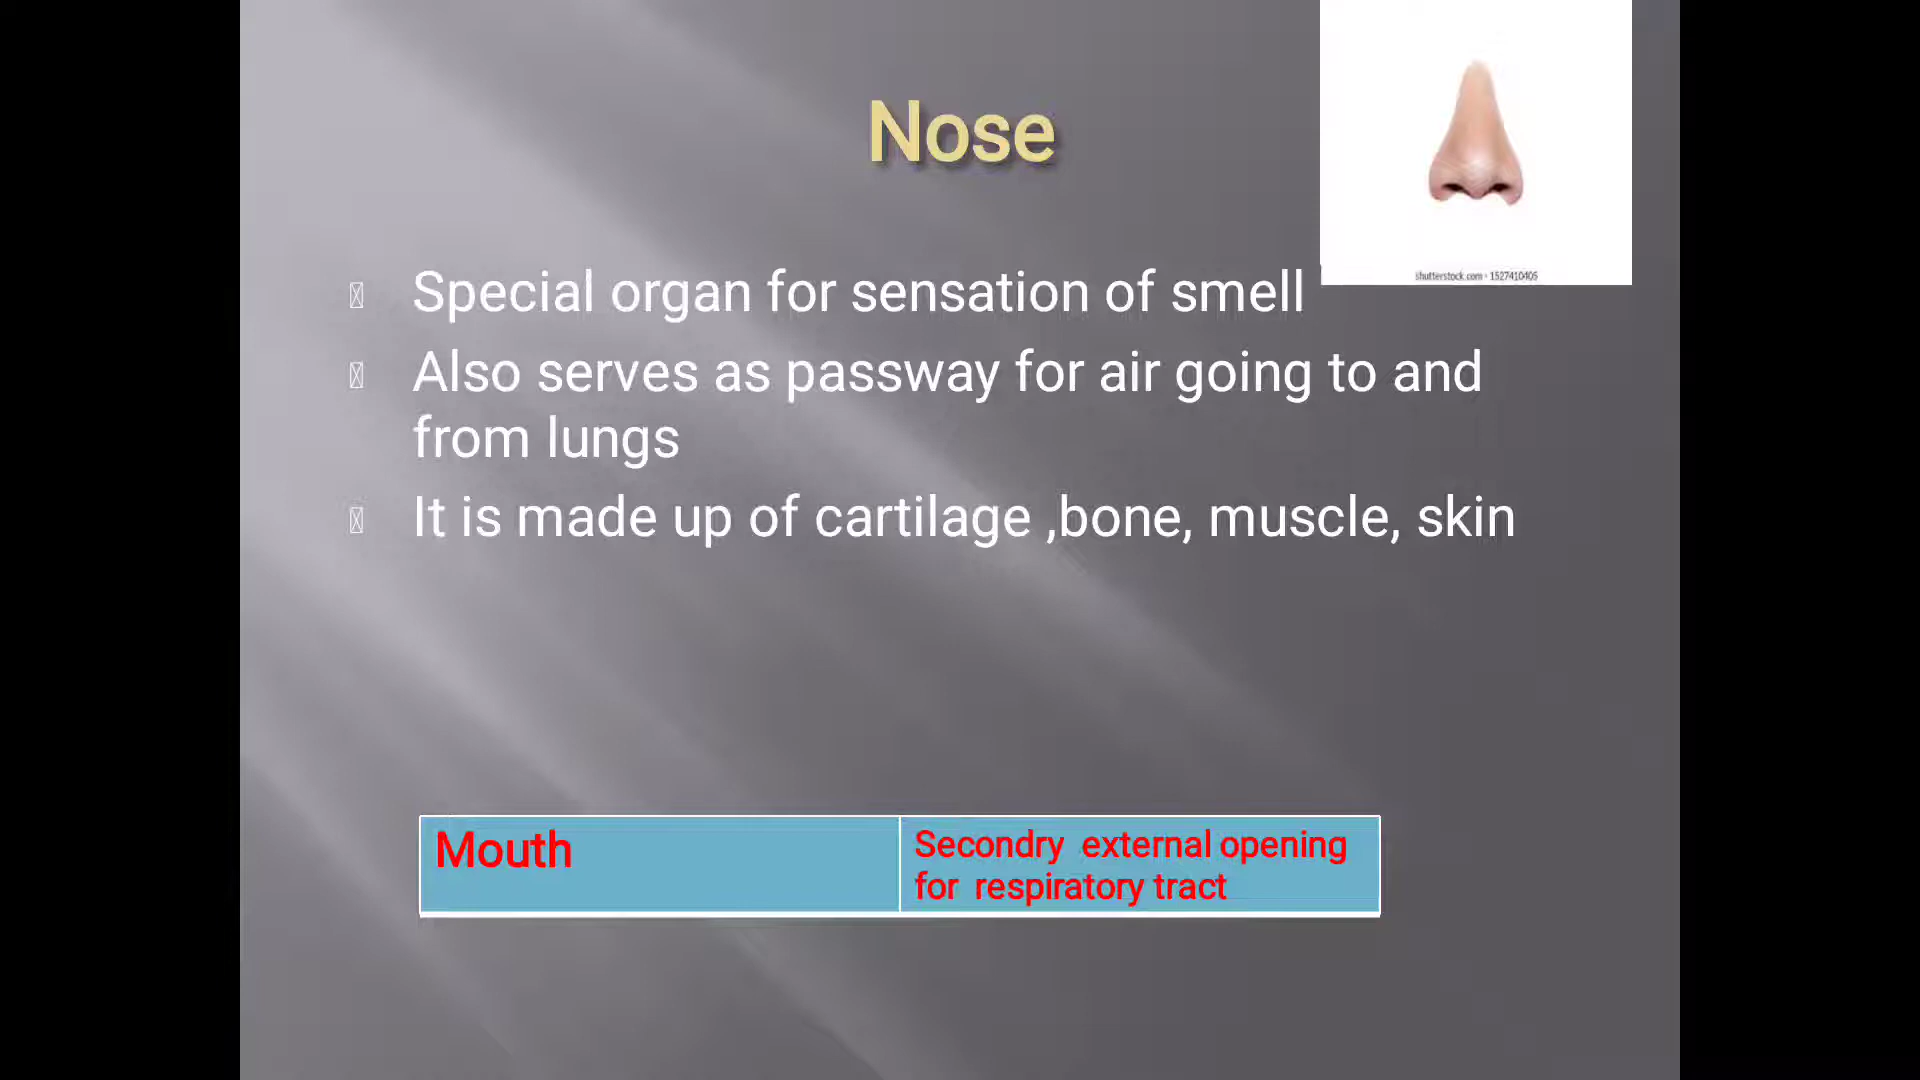 Nose
shutterstock.com • 1527410405
Special organ for sensation of smell
Also serves as passway for air going to and
from lungs
It is made up of cartilage ,bone, muscle, skin
Mouth
Secondry external opening
for respiratory tract